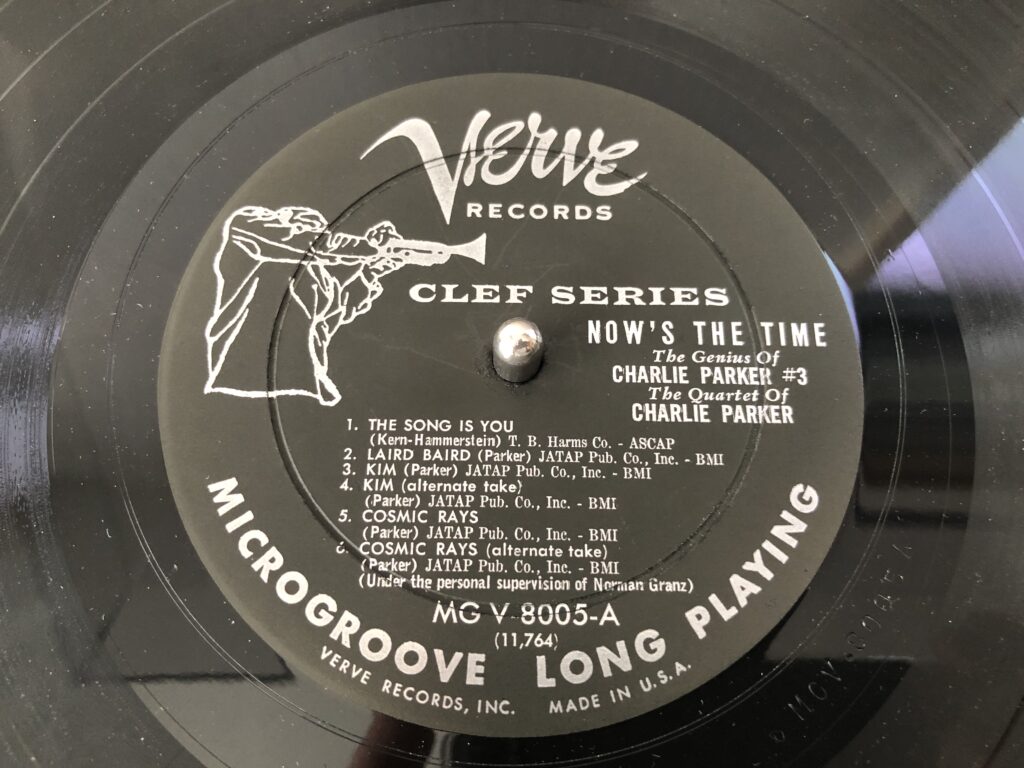 Verve
RECORDS
CLEF SERIES
NOW'S THE TIME
The Genius Of
CHARLIE PARKER #3
The Quartet Of
CHARLIE PARKER
1. THE SONG IS YOU
(Kern-Hammerstein) T. B. Harms Co. - ASCAP
2. LAIRD BAIRD (Parker) JATAP Pub. Co., Inc. - BMI
3. KIM (Parker) JATAP Pub. Co., Inc. - BMI
4. KIM (alternate take)
(Parker) JATAP Pub. Co., Inc. - BMI
5. COSMIC RAYS
(Parker) JATAP Pub. Co., Inc. - BMI
6. COSMIC RAYS (alternate take)
(Parker) JATAP Pub. Co., Inc. - BMI
(Under the personal supervision of Norman Granz)
MG V 8005-A
(11,764)
MICROGROOVE LONG PLAYING
VERVE RECORDS, INC. MADE IN U.S.A.